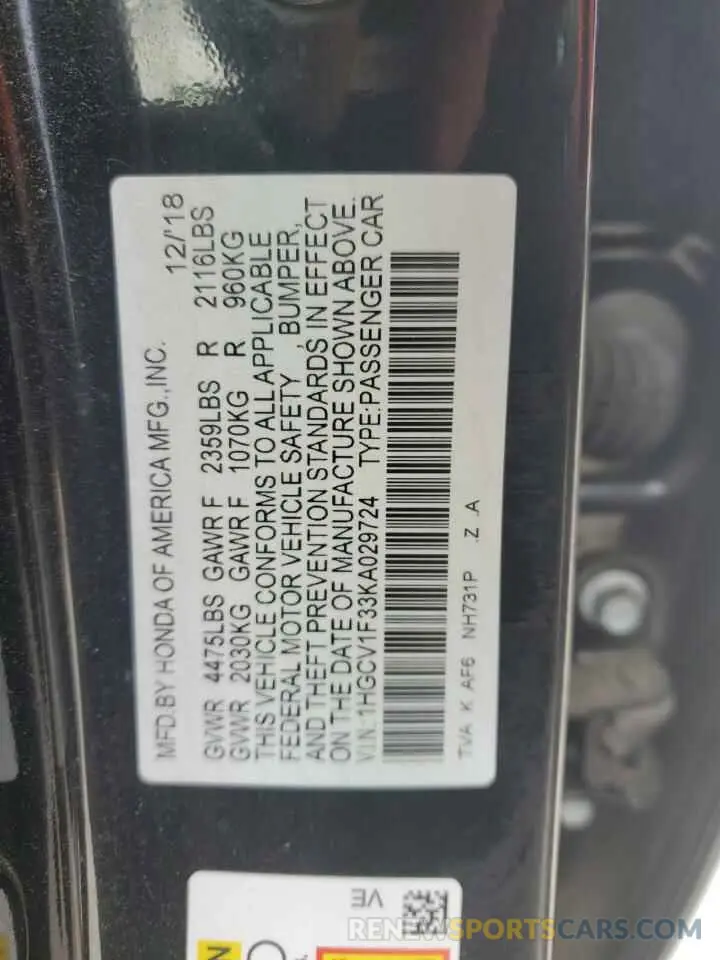 MFD.BY HONDA OF AMERICA MFG.,INC. 12/'18
GVWR 4475LBS GAWR F 2359LBS R 2116LBS
GVWR 2030KG GAWR F 1070KG R 960KG
THIS VEHICLE CONFORMS TO ALL APPLICABLE
FEDERAL MOTOR VEHICLE SAFETY , BUMPER,
AND THEFT PREVENTION STANDARDS IN EFFECT
ON THE DATE OF MANUFACTURE SHOWN ABOVE.
VIN:1HGCV1F33KA029724 TYPE:PASSENGER CAR
TVA K AF6 NH731P .Z .A
VE
RENEWSPORTSCARS.COM